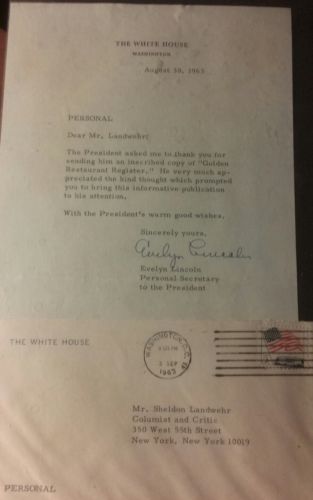 THE WHITE HOUSE
WASHINGTON
August 30, 1963
PERSONAL
Dear Mr. Landwehr:
The President asked me to thank you for
sending him an inscribed copy of "Golden
Restaurant Register." He very much ap-
preciated the kind thought which prompted
you to bring this informative publication
to his attention.
With the President's warm good wishes,
Sincerely yours,
Evelyn Lincoln
Evelyn Lincoln
Personal Secretary
to the President
THE WHITE HOUSE
WASHINGTON, D.C.
PM
3 SEP
1963
Mr. Sheldon Landwehr
Columist and Critic
350 West 55th Street
New York, New York 10019
PERSONAL